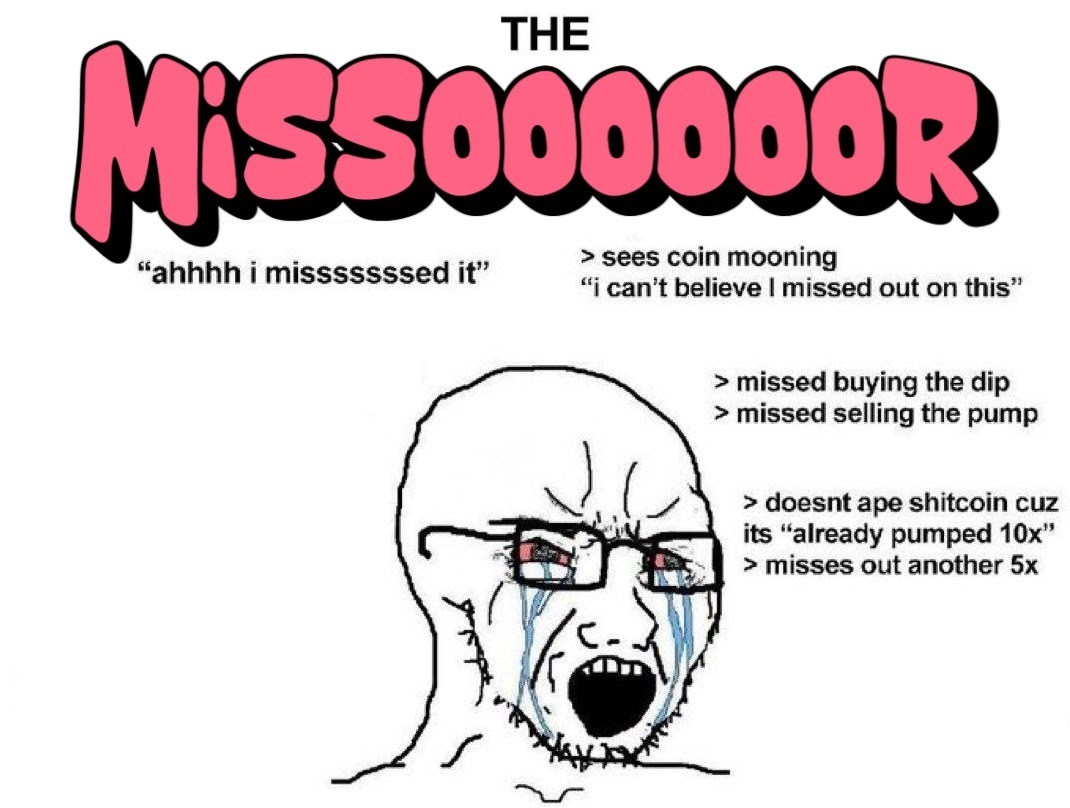 THE
MiSSOOOOOOR
“ahhhh i misssssssed it”
> sees coin mooning
“i can’t believe I missed out on this”
> missed buying the dip
> missed selling the pump
> doesnt ape shitcoin cuz
its “already pumped 10x”
> misses out another 5x